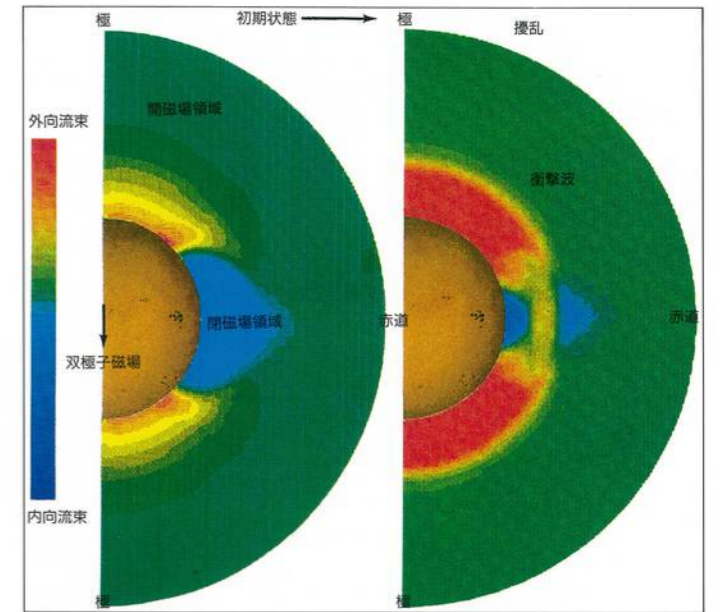 極
初期状態
極
擾乱
開磁場領域
外向流束
衝撃波
閉磁場領域
赤道
赤道
双極子磁場
内向流束
極
極